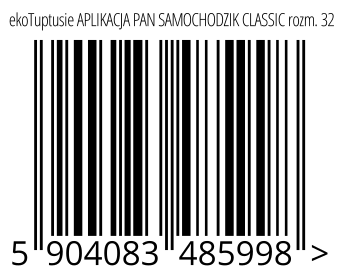 ekoTuptusie APLIKACJA PAN SAMOCHODZIK CLASSIC rozm. 32
5 904083 485998 >